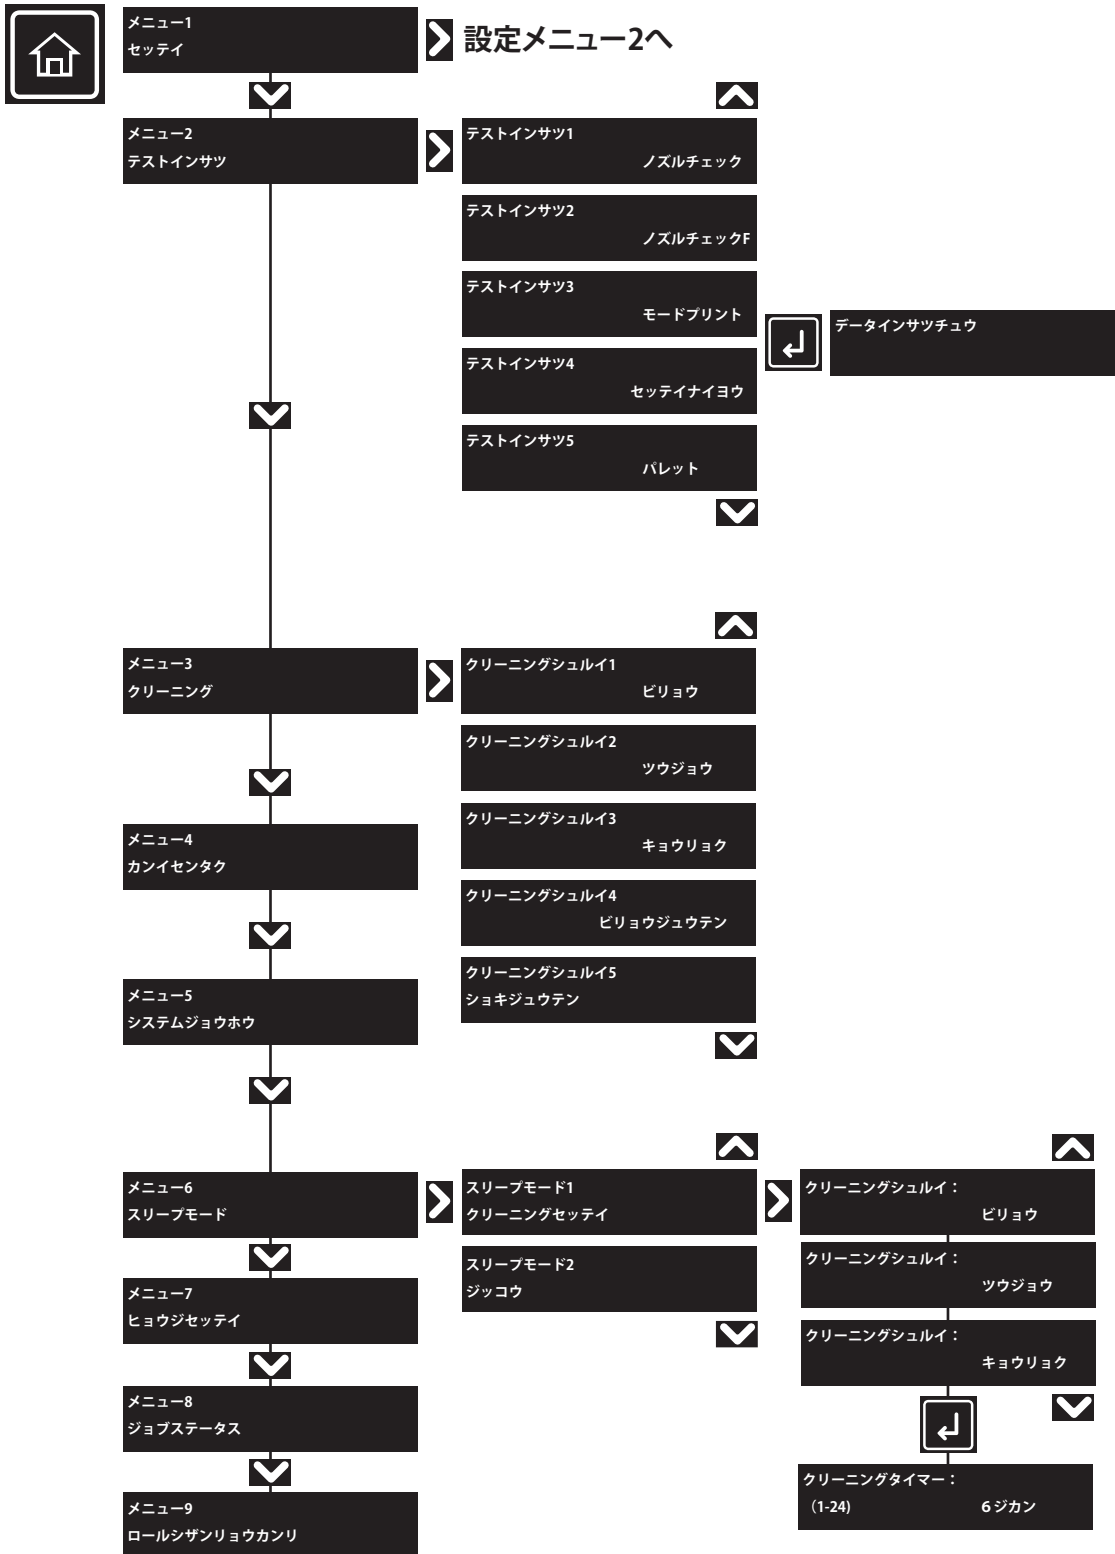 メニュー1
セッテイ
設定メニュー2へ
メニュー2
テストインサツ
テストインサツ1
ノズルチェック
テストインサツ2
ノズルチェックF
テストインサツ3
モードプリント
データインサツチュウ
テストインサツ4
セッテイナイヨウ
テストインサツ5
パレット
メニュー3
クリーニング
クリーニングシュルイ1
ビリョウ
クリーニングシュルイ2
ツウジョウ
クリーニングシュルイ3
キョウリョク
メニュー4
カンイセンタク
クリーニングシュルイ4
ビリョウジュウテン
クリーニングシュルイ5
ショキジュウテン
メニュー5
システムジョウホウ
メニュー6
スリープモード
スリープモード1
クリーニングセッテイ
クリーニングシュルイ：
ビリョウ
スリープモード2
ジッコウ
クリーニングシュルイ：
ツウジョウ
メニュー7
ヒョウジセッテイ
クリーニングシュルイ：
キョウリョク
メニュー8
ジョブステータス
クリーニングタイマー：
（1-24) 6ジカン
メニュー9
ロールシザンリョウカンリ